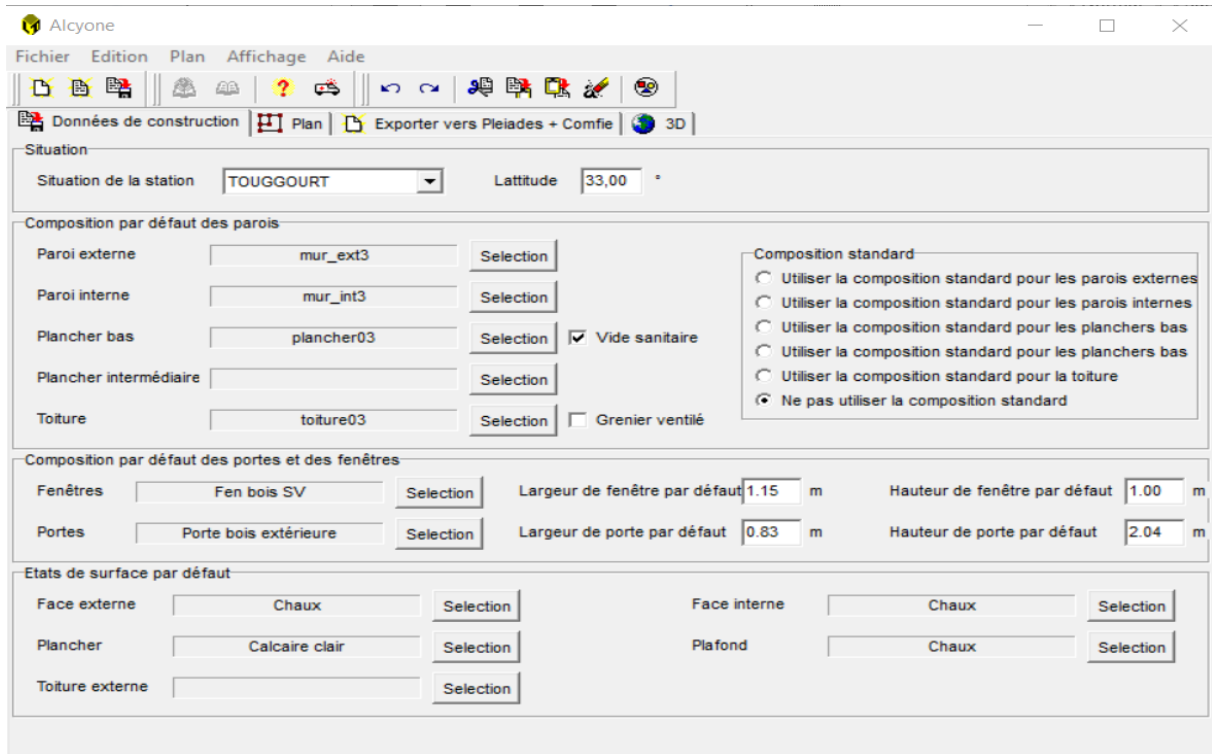 Alcyone
Fichier Edition Plan Affichage Aide
Données de construction Plan Exporter vers Pleiades + Comfie 3D
Situation
Situation de la station TOUGGOURT Lattitude 33,00 °
Composition par défaut des parois
Paroi externe mur_ext3 Selection
Paroi interne mur_int3 Selection
Plancher bas plancher03 Selection Vide sanitaire
Plancher intermédiaire Selection
Toiture toiture03 Selection Grenier ventilé
Composition standard
Utiliser la composition standard pour les parois externes
Utiliser la composition standard pour les parois internes
Utiliser la composition standard pour les planchers bas
Utiliser la composition standard pour les planchers bas
Utiliser la composition standard pour la toiture
Ne pas utiliser la composition standard
Composition par défaut des portes et des fenêtres
Fenêtres Fen bois SV Selection Largeur de fenêtre par défaut 1.15 m Hauteur de fenêtre par défaut 1.00 m
Portes Porte bois extérieure Selection Largeur de porte par défaut 0.83 m Hauteur de porte par défaut 2.04 m
Etats de surface par défaut
Face externe Chaux Selection Face interne Chaux Selection
Plancher Calcaire clair Selection Plafond Chaux Selection
Toiture externe Selection